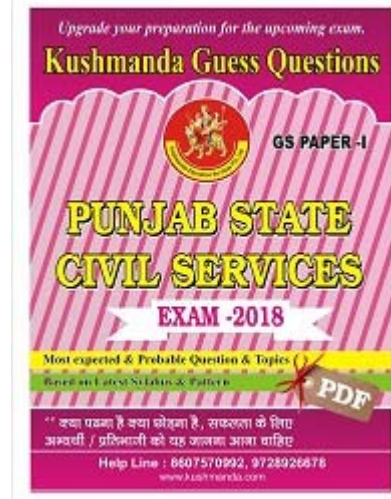 Upgrade your preparation for the upcoming exam.
Kushmanda Guess Questions
GS PAPER -I
PUNJAB STATE
CIVIL SERVICES
EXAM -2018
Most expected & Probable Question & Topics
Based on Latest Syllabus & Pattern
PDF
" क्या पढना है क्या छोड़ना है, सफलता के लिए
अभ्यर्थी / प्रतिभागी को यह जानना आना चाहिए
Help Line : 8607570992, 9728926678
www.kushmanda.com